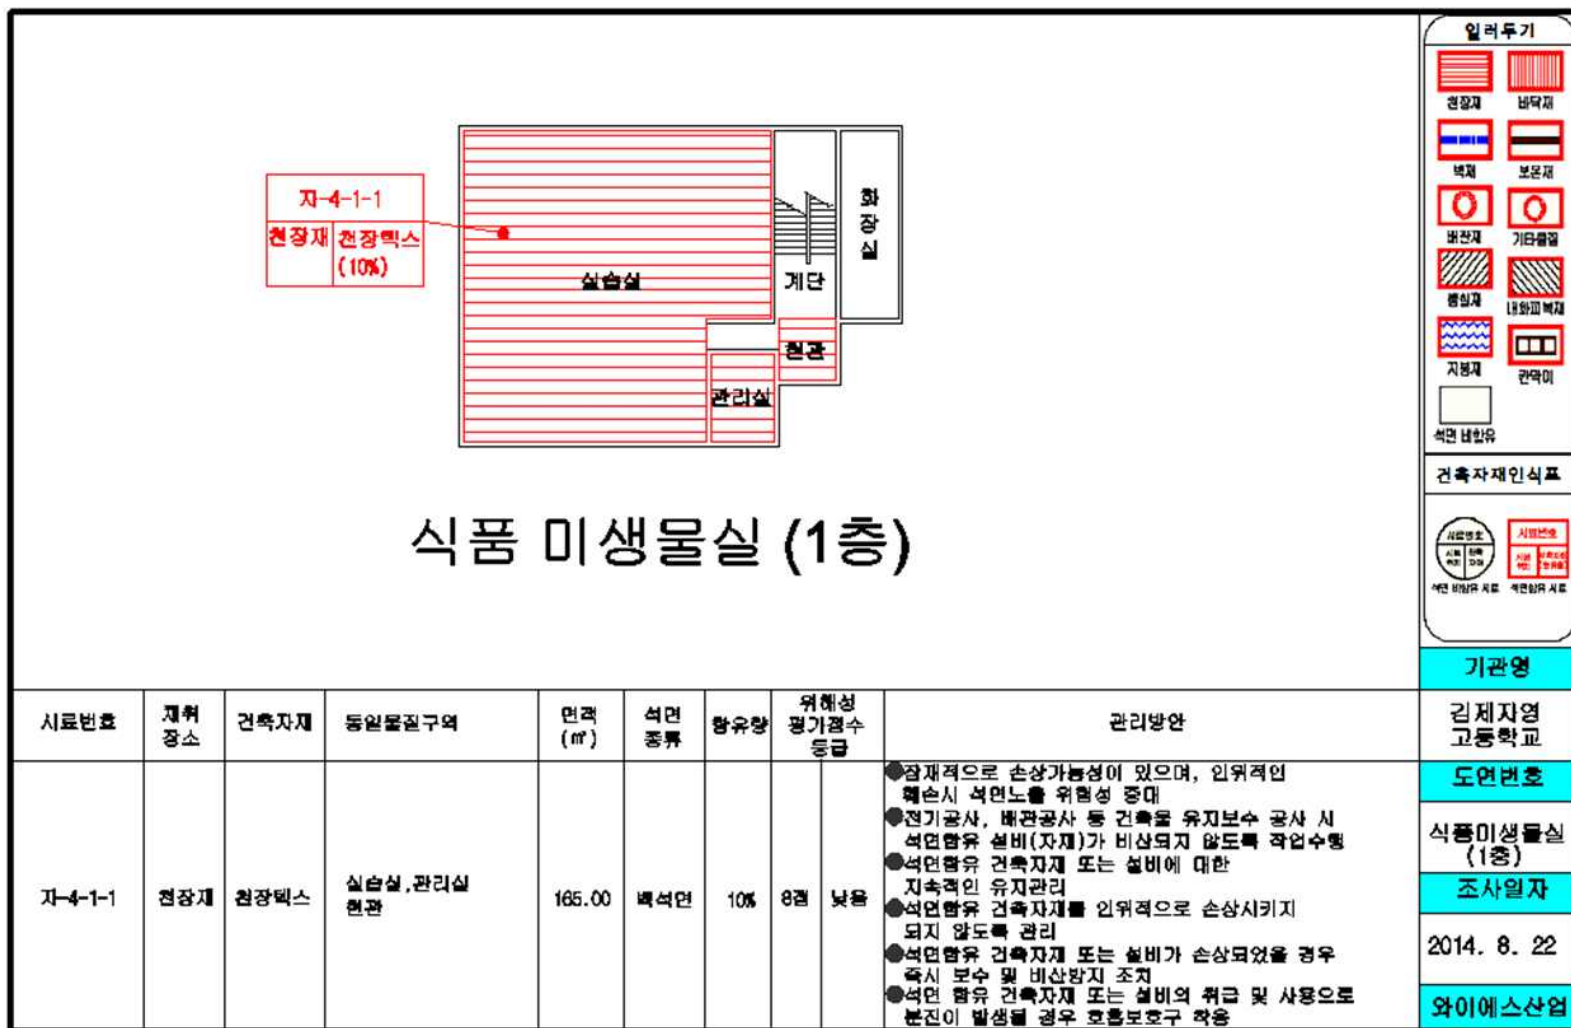 일러두기
천장재 바닥재
벽재 보온재
배관재 기타물질
뿜칠재 내화피복재
지붕재 칸막이
석면 비함유
건축자재인식표
시료번호
시료번호
석면 비함유 시료 석면함유 시료
자-4-1-1
천장재 천장텍스
(10%)
실습실
계단
화
장
실
현관
관리실
식품 미생물실 (1층)
기관명
김제자영
고등학교
도면번호
식품미생물실
(1층)
조사일자
2014. 8. 22
와이에스산업
시료번호
채취
장소
건축자재
동일물질구역
면적
(㎡)
석면
종류
함유량
위해성
평가점수
등급
관리방안
자-4-1-1
천장재
천장텍스
실습실,관리실
현관
165.00
백석면
10%
8점
낮음
●잠재적으로 손상가능성이 있으며, 인위적인
훼손시 석면노출 위험성 증대
●전기공사, 배관공사 등 건축물 유지보수 공사 시
석면함유 설비(자재)가 비산되지 않도록 작업수행
●석면함유 건축자재 또는 설비에 대한
지속적인 유지관리
●석면함유 건축자재를 인위적으로 손상시키지
되지 않도록 관리
●석면함유 건축자재 또는 설비가 손상되었을 경우
즉시 보수 및 비산방지 조치
●석면 함유 건축자재 또는 설비의 취급 및 사용으로
분진이 발생될 경우 호흡보호구 착용